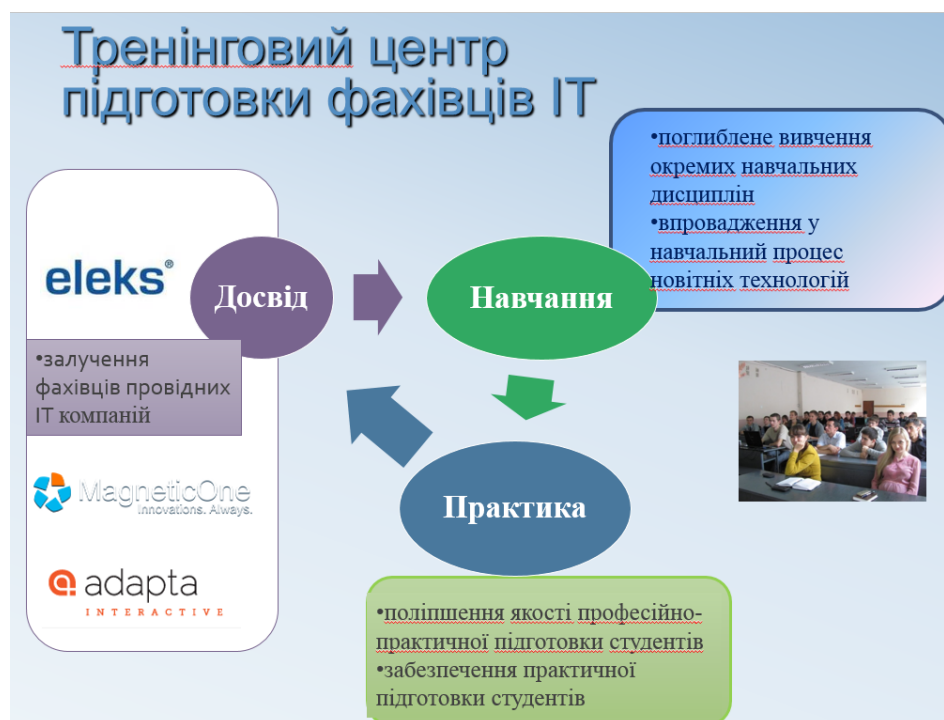 Тренінговий центр
підготовки фахівців ІТ
•поглиблене вивчення
окремих навчальних
дисциплін
•впровадження у
навчальний процес
новітніх технологій
eleks®
Досвід
Навчання
•залучення
фахівців провідних
ІТ компаній
MagneticOne
Innovations. Always.
Практика
adapta
INTERACTIVE
•поліпшення якості професійно-
практичної підготовки студентів
•забезпечення практичної
підготовки студентів